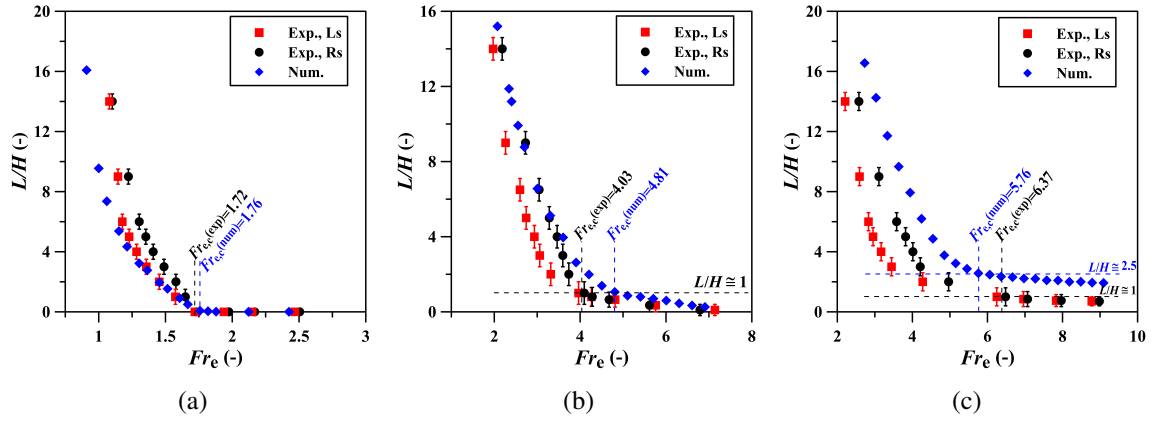 20
16
12
8
4
0
L/H (-)
1
1.5
2
2.5
3
Fre (-)
Exp., Ls
Exp., Rs
Num.
Fre,c(exp)=1.72
Fre,c(num)=1.76
(a)
16
12
8
4
0
L/H (-)
2
4
6
8
Fre (-)
Exp., Ls
Exp., Rs
Num.
Fre,c(exp)=4.03
Fre,c(num)=4.81
L/H≅1
(b)
20
16
12
8
4
0
L/H (-)
2
4
6
8
10
Fre (-)
Exp., Ls
Exp., Rs
Num.
Fre,c(num)=5.76
Fre,c(exp)=6.37
L/H≅2.5
L/H≅1
(c)